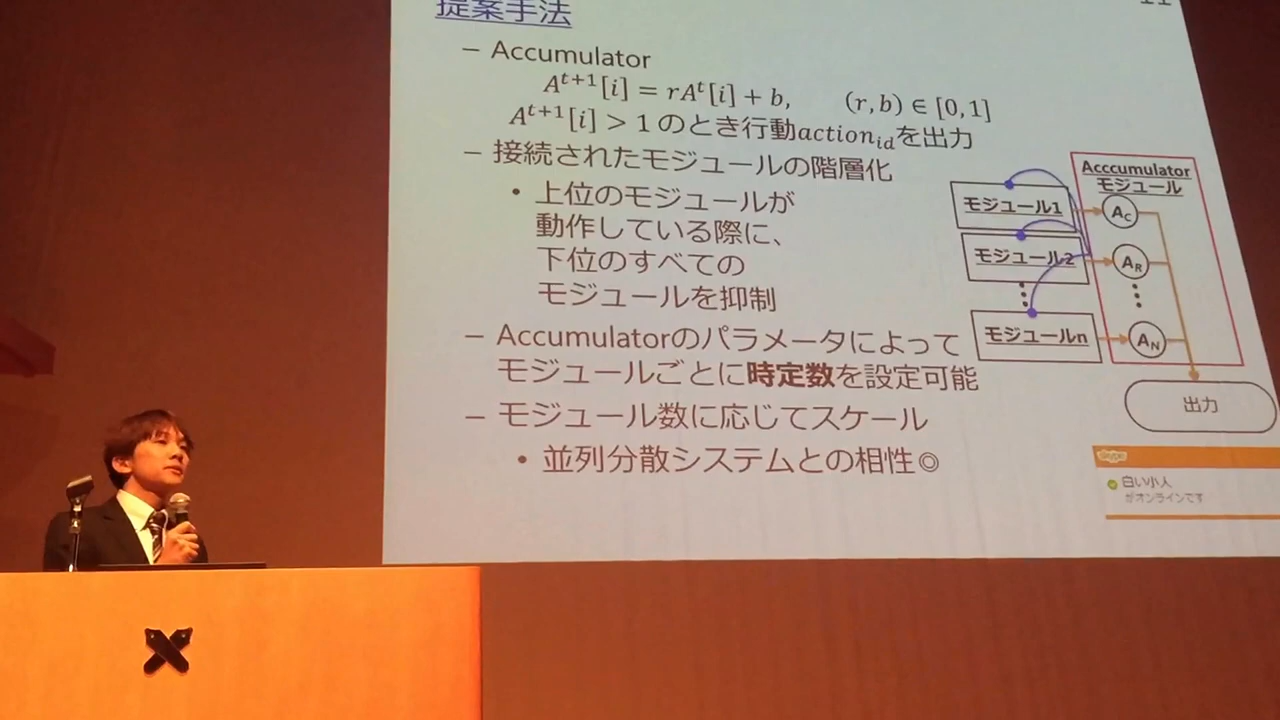 提案手法
11
– Accumulator
A^{t+1}[i] = rA^t[i] + b, (r, b) ∈ [0, 1]
A^{t+1}[i] > 1 のとき行動action_{id}を出力
– 接続されたモジュールの階層化
• 上位のモジュールが
動作している際に、
下位のすべての
モジュールを抑制
– Accumulatorのパラメータによって
モジュールごとに時定数を設定可能
– モジュール数に応じてスケール
• 並列分散システムとの相性◎
Acccumulator
モジュール
モジュール1
A_C
モジュール2
A_R
モジュールn
A_N
出力
skype
白い小人
がオンラインです